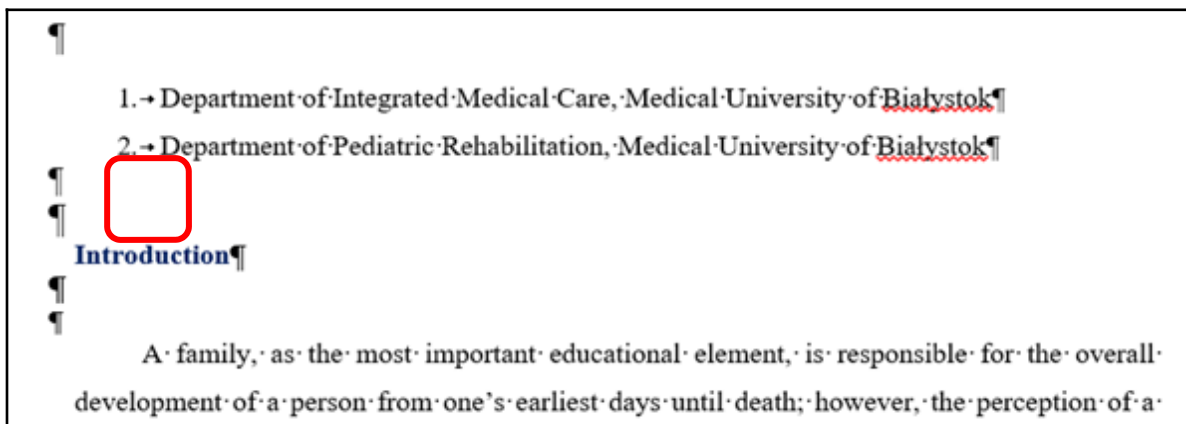 ¶
1.→Department·of·Integrated·Medical·Care,·Medical·University·of·Białystok¶
2.→Department·of·Pediatric·Rehabilitation,·Medical·University·of·Białystok¶
¶
¶
Introduction¶
¶
¶
A·family,·as·the·most·important·educational·element,·is·responsible·for·the·overall·
development·of·a·person·from·one’s·earliest·days·until·death;·however,·the·perception·of·a·